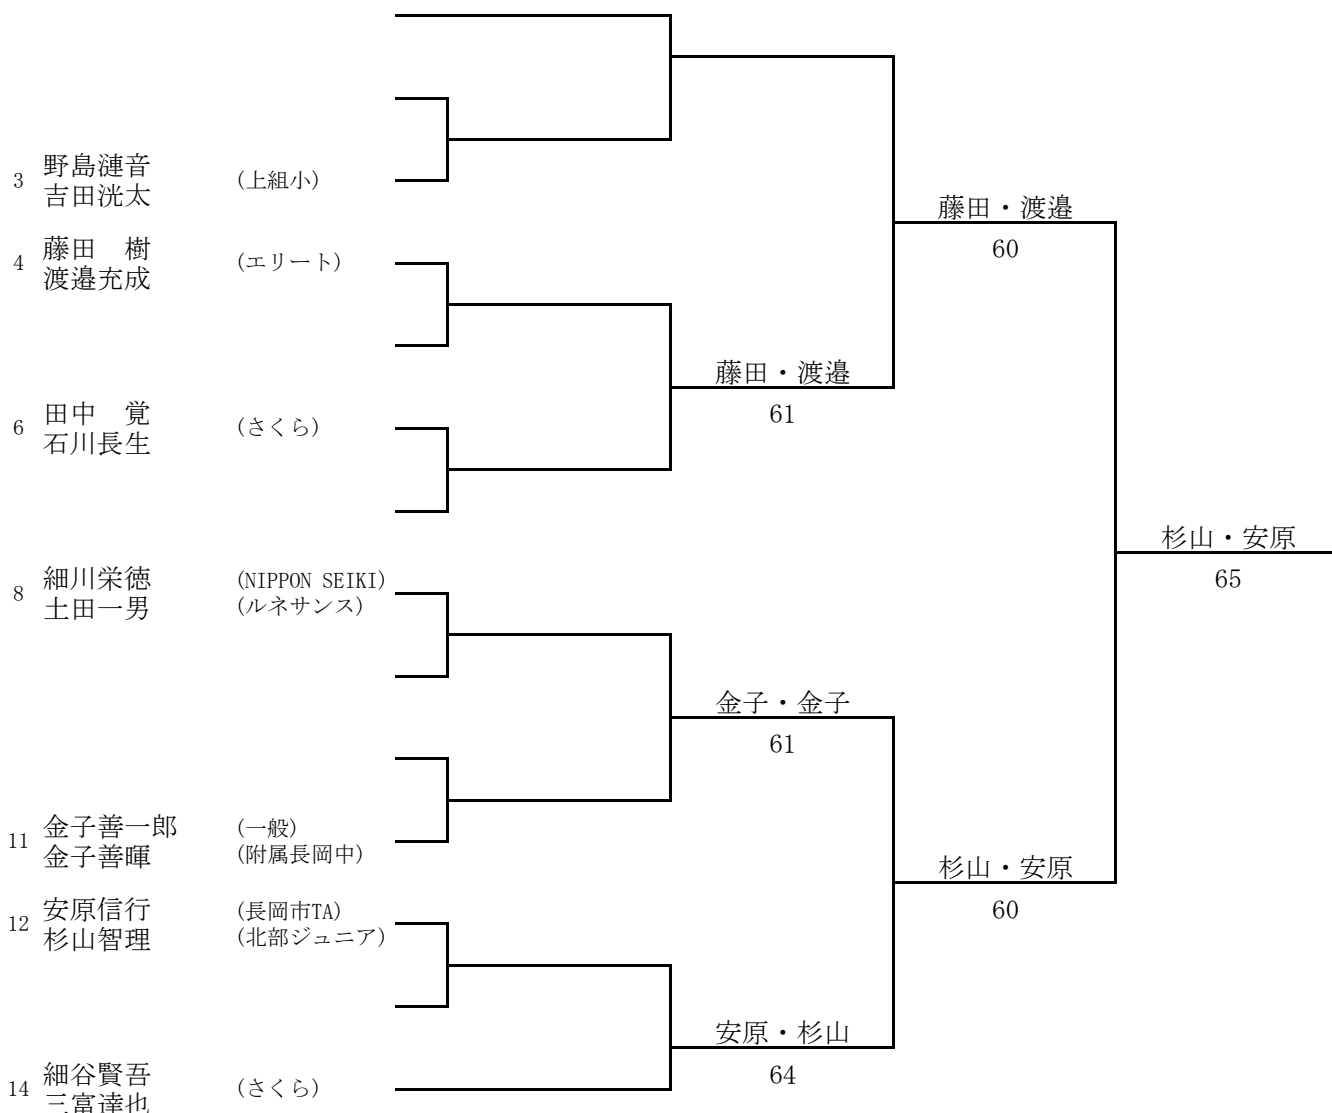 3 野島漣音 (上組小)
吉田洸太
4 藤田　樹 (エリート)
渡邉充成
6 田中　覚 (さくら)
石川長生
8 細川栄徳 (NIPPON SEIKI)
土田一男 (ルネサンス)
11 金子善一郎 (一般)
金子善暉 (附属長岡中)
12 安原信行 (長岡市TA)
杉山智理 (北部ジュニア)
14 細谷賢吾 (さくら)
三富達也
藤田・渡邉
61
金子・金子
61
安原・杉山
64
藤田・渡邉
60
杉山・安原
60
杉山・安原
65